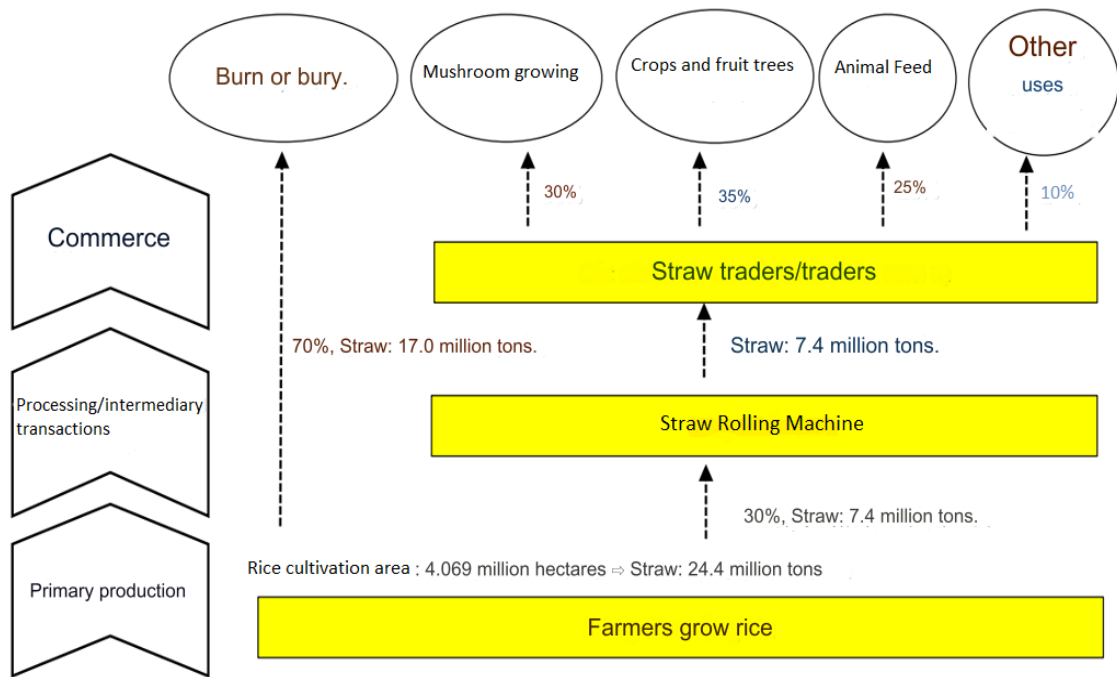 Burn or bury.
Mushroom growing
Crops and fruit trees
Animal Feed
Other
uses
30%
35%
25%
10%
Commerce
Straw traders/traders
70%, Straw: 17.0 million tons.
Straw: 7.4 million tons.
Processing/intermediary
transactions
Straw Rolling Machine
30%, Straw: 7.4 million tons.
Rice cultivation area : 4.069 million hectares ⇨ Straw: 24.4 million tons
Primary production
Farmers grow rice